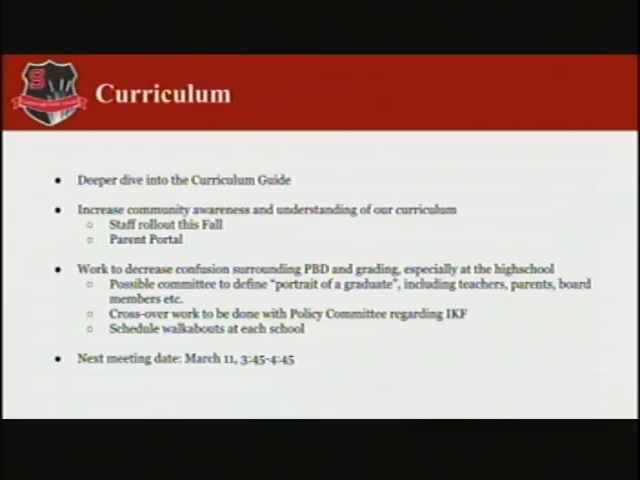 S
Curriculum
• Deeper dive into the Curriculum Guide
• Increase community awareness and understanding of our curriculum
○ Staff rollout this Fall
○ Parent Portal
• Work to decrease confusion surrounding PBD and grading, especially at the highschool
○ Possible committee to define “portrait of a graduate”, including teachers, parents, board
members etc.
○ Cross-over work to be done with Policy Committee regarding IKF
○ Schedule walkabouts at each school
• Next meeting date: March 11, 3:45-4:45